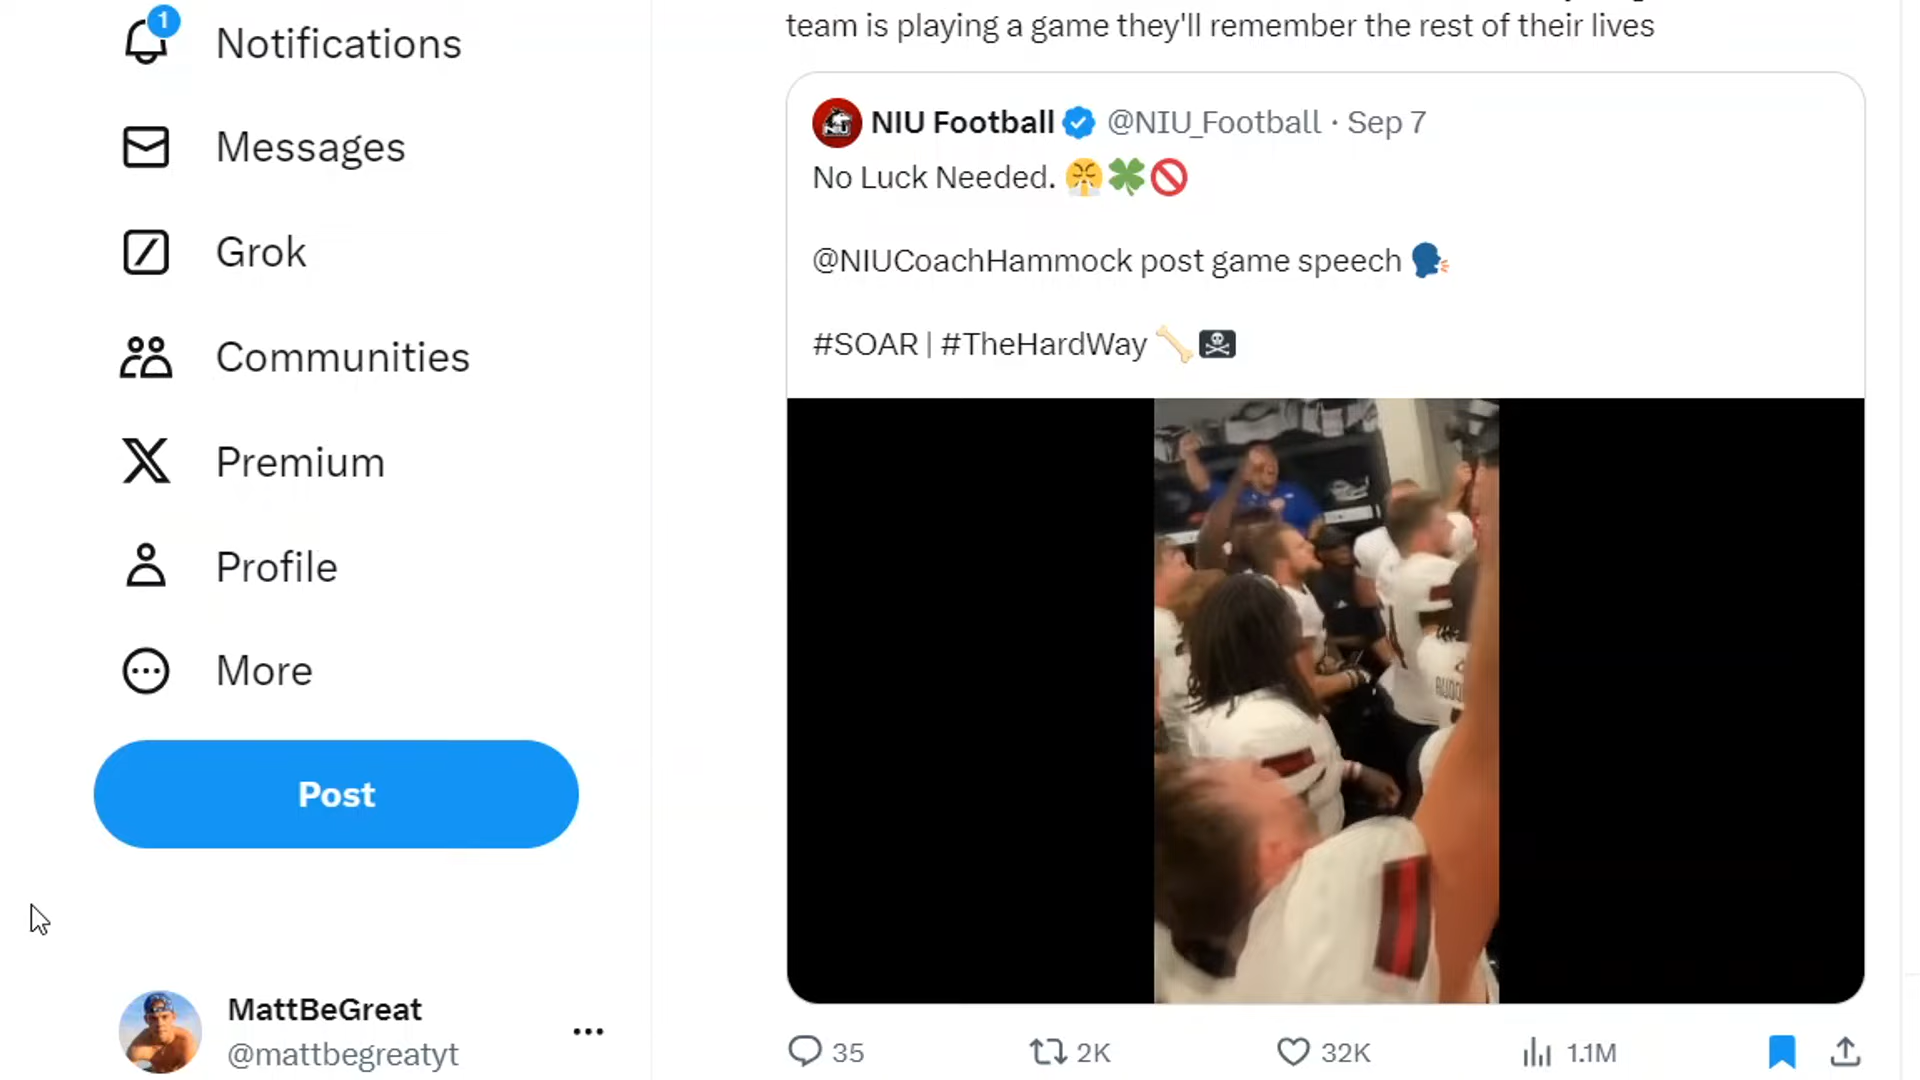 team is playing a game they'll remember the rest of their lives
1
Notifications
Messages
Grok
Communities
Premium
Profile
More
Post
MattBeGreat
@mattbegreatyt
NIU
NIU Football @NIU_Football · Sep 7
No Luck Needed. 😤🍀🚫
@NIUCoachHammock post game speech 🗣️
#SOAR | #TheHardWay 🦴🏴‍☠️
35 2K 32K 1.1M